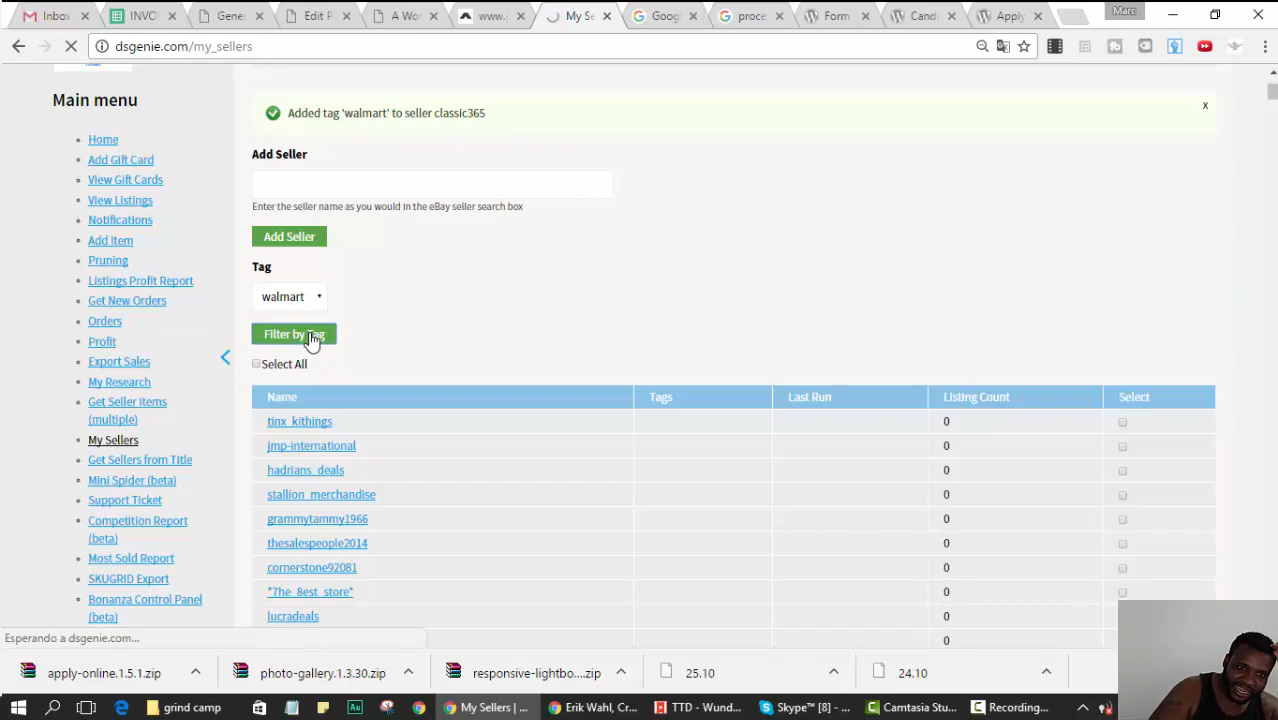 Inbox
INVO
Gener
Edit P
A Wor
www.
My Se
Goog
proce
Form
Candl
Apply
Marc
dsgenie.com/my_sellers
Main menu
Home
Add Gift Card
View Gift Cards
View Listings
Notifications
Add Item
Pruning
Listings Profit Report
Get New Orders
Orders
Profit
Export Sales
My Research
Get Seller Items
(multiple)
My Sellers
Get Sellers from Title
Mini Spider (beta)
Support Ticket
Competition Report
(beta)
Most Sold Report
SKUGRID Export
Bonanza Control Panel
(beta)
Added tag 'walmart' to seller classic365
x
Add Seller
Enter the seller name as you would in the eBay seller search box
Add Seller
Tag
walmart
Filter by Tag
Select All
Name Tags Last Run Listing Count Select
tinx_kithings 0
jmp-international 0
hadrians_deals 0
stallion_merchandise 0
grammytammy1966 0
thesalespeople2014 0
cornerstone92081 0
*7he_8est_store* 0
lucradeals 0
0
Esperando a dsgenie.com...
apply-online.1.5.1.zip
photo-gallery.1.3.30.zip
responsive-lightbo....zip
25.10
24.10
grind camp
My Sellers | ...
Erik Wahl, Cr...
TTD - Wund...
Skype™ [8] - ...
Camtasia Stu...
Recording...